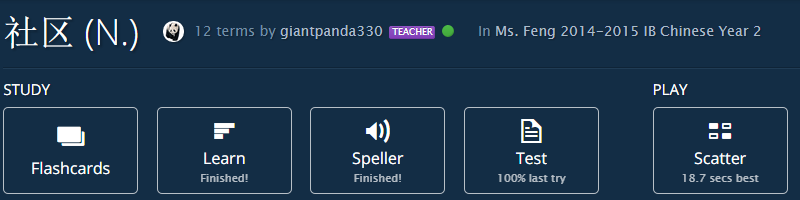 社区 (N.) 12 terms by giantpanda330 TEACHER In Ms. Feng 2014-2015 IB Chinese Year 2
STUDY PLAY
Flashcards Learn Speller Test Scatter
Finished! Finished! 100% last try 18.7 secs best